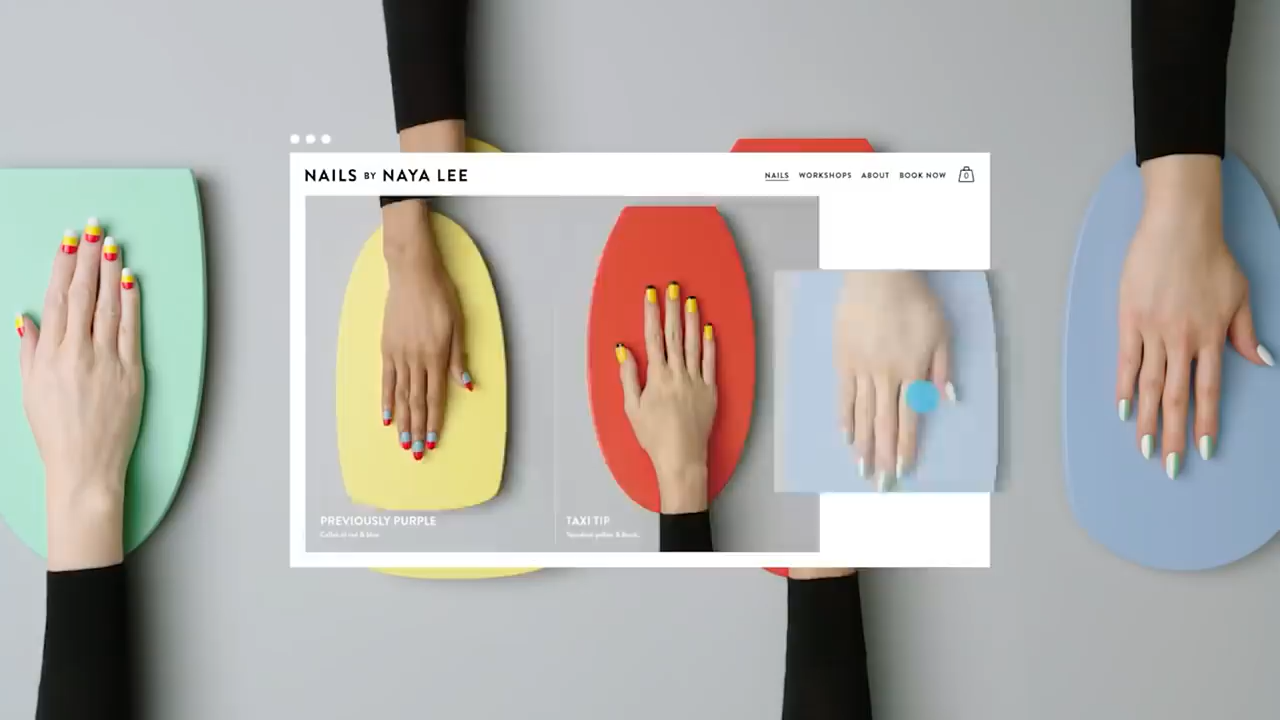 NAILS BY NAYA LEE
NAILS WORKSHOPS ABOUT BOOK NOW 0
PREVIOUSLY PURPLE
TAXI TIP